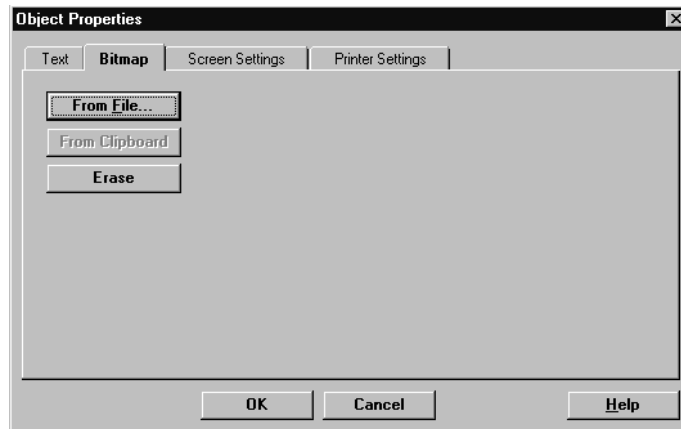 Object Properties
Text Bitmap Screen Settings Printer Settings
From File...
From Clipboard
Erase
OK Cancel Help